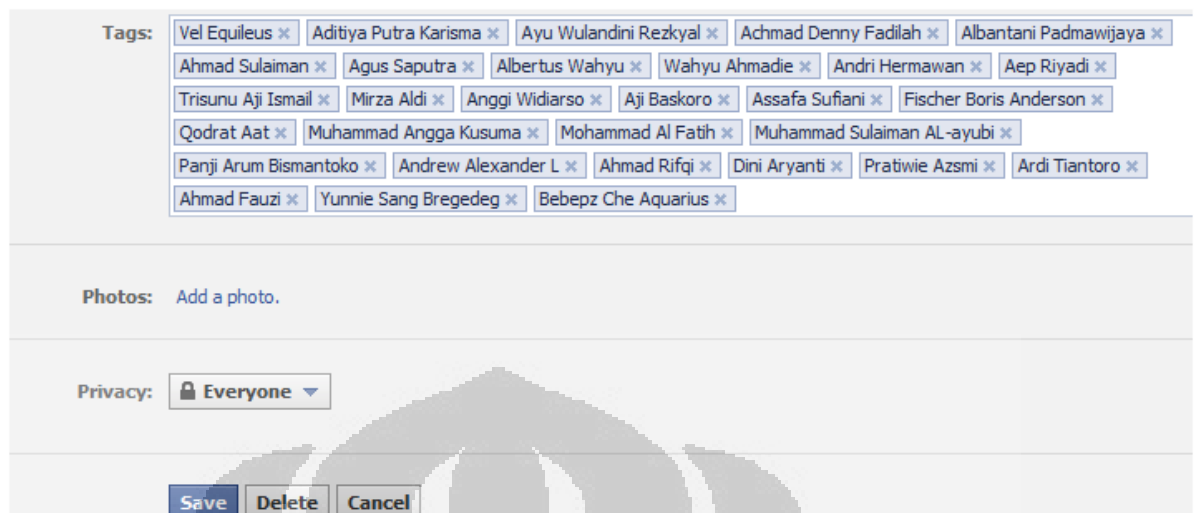 Tags: Vel Equileus × Aditiya Putra Karisma × Ayu Wulandini Rezkyal × Achmad Denny Fadilah × Albantani Padmawijaya ×
Ahmad Sulaiman × Agus Saputra × Albertus Wahyu × Wahyu Ahmadie × Andri Hermawan × Aep Riyadi ×
Trisunu Aji Ismail × Mirza Aldi × Anggi Widiarso × Aji Baskoro × Assafa Sufiani × Fischer Boris Anderson ×
Qodrat Aat × Muhammad Angga Kusuma × Mohammad Al Fatih × Muhammad Sulaiman AL-ayubi ×
Panji Arum Bismantoko × Andrew Alexander L × Ahmad Rifqi × Dini Aryanti × Pratiwie Azsmi × Ardi Tiantoro ×
Ahmad Fauzi × Yunnie Sang Bregedeg × Bebepz Che Aquarius ×
Photos: Add a photo.
Privacy: Everyone
Save Delete Cancel